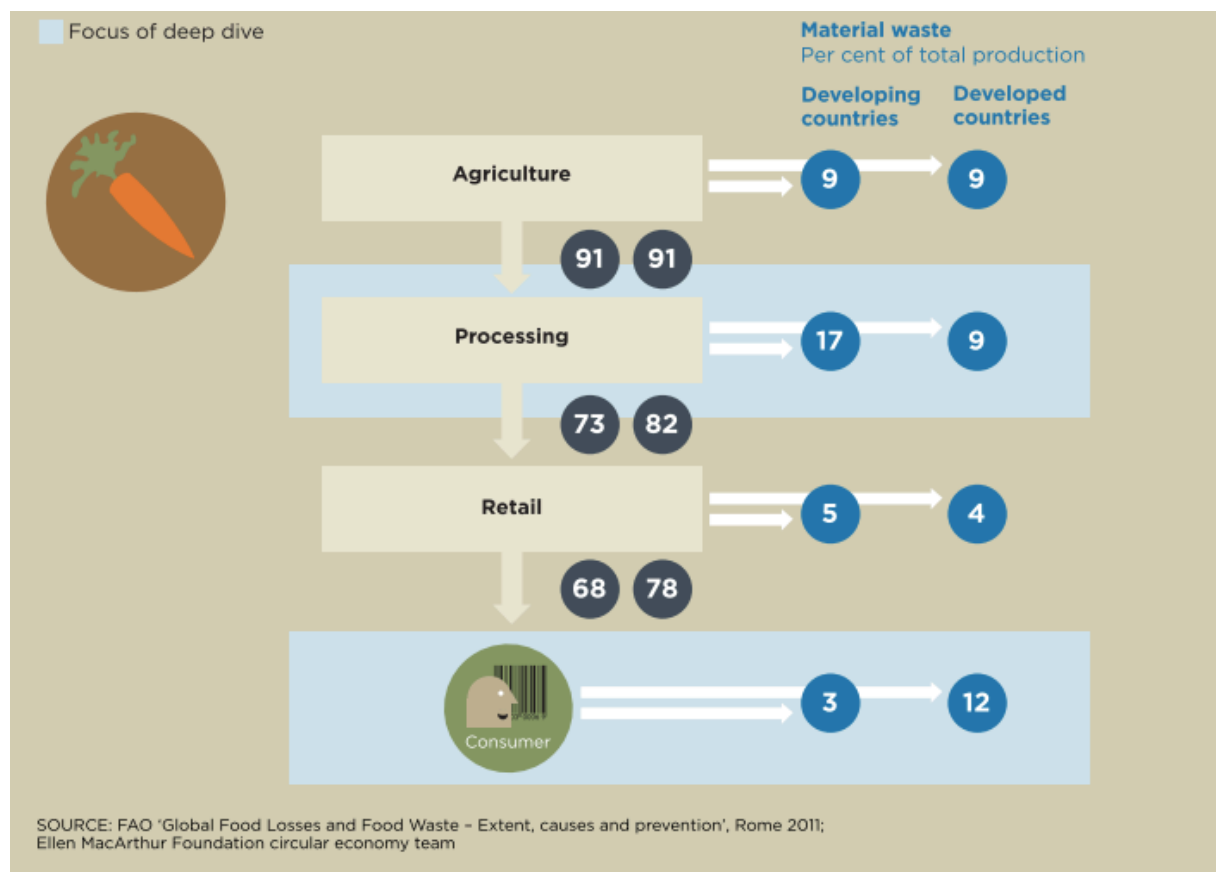 Focus of deep dive
Material waste
Per cent of total production
Developing
countries
Developed
countries
Agriculture
9
9
91
91
Processing
17
9
73
82
Retail
5
4
68
78
Consumer
3
12
SOURCE: FAO ‘Global Food Losses and Food Waste – Extent, causes and prevention’, Rome 2011;
Ellen MacArthur Foundation circular economy team